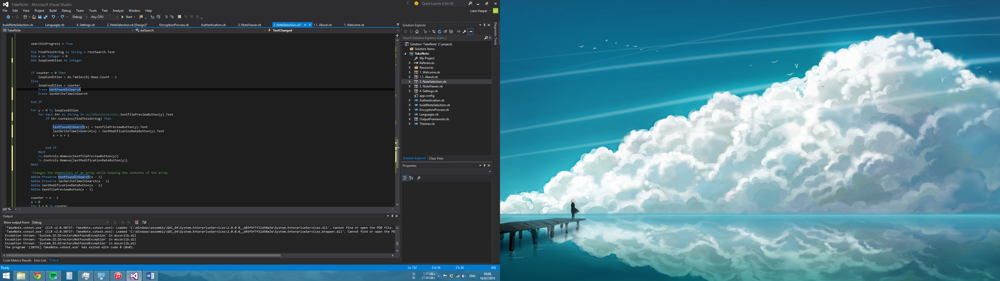 TakeNote - Microsoft Visual Studio
Quick Launch (Ctrl+Q)
File Edit View Project Build Debug Team Tools Test Analyze Window Help
Liam Harper LH
Debug Any CPU Start
buildNoteSelection.vb Languages.vb 4. Settings.vb 2. NoteSelection.vb [Design]* EncryptionProcess.vb Authentication.vb 3. NoteViewer.vb 2. NoteSelection.vb* 1.1. About.vb 1. Welcome.vb
VB TakeNote rtxtSearch TextChanged
searchInProgress = True
Dim FindThisString As String = rtxtSearch.Text
Dim x As Integer = 0
Dim loopCondition As Integer
If counter = 0 Then
loopCondition = ds.Tables(0).Rows.Count - 1
Else
loopCondition = counter
Erase textFoundInSearch
Erase lastWriteTimeInSearch
End If
For y = 0 To loopCondition
For Each Str As String In buildNoteSelection.textfilePreviewButton(y).Text
If Str.Contains(FindThisString) Then
textFoundInSearch(x) = textfilePreviewButton(y).Text
lastWriteTimeInSearch(x) = lastModificationDateButton(y).Text
x = x + 1
End If
Next
Me.Controls.Remove(textfilePreviewButton(y))
Me.Controls.Remove(lastModificationDateButton(y))
Next
'Changes the dimensions of an array while keeping the contents of the array
ReDim Preserve textFoundInSearch(x - 1)
ReDim Preserve lastWriteTimeInSearch(x - 1)
ReDim lastModificationDateButton(x - 1)
ReDim textfilePreviewButton(x - 1)
counter = x - 1
x = 0
For i = 0 To counter
100 %
Output
Show output from: Debug
'TakeNote.vshost.exe' (CLR v2.0.50727: TakeNote.vshost.exe): Loaded 'C:\Windows\assembly\GAC_64\System.EnterpriseServices\2.0.0.0__b03f5f7f11d50a3a\System.EnterpriseServices.dll'. Cannot find or open the PDB file.
'TakeNote.vshost.exe' (CLR v2.0.50727: TakeNote.vshost.exe): Loaded 'C:\Windows\assembly\GAC_64\System.EnterpriseServices\2.0.0.0__b03f5f7f11d50a3a\System.EnterpriseServices.Wrapper.dll'. Cannot find or open the PD
Exception thrown: 'System.IO.DirectoryNotFoundException' in mscorlib.dll
Exception thrown: 'System.IO.DirectoryNotFoundException' in mscorlib.dll
Exception thrown: 'System.IO.DirectoryNotFoundException' in mscorlib.dll
The program '[10792] TakeNote.vshost.exe' has exited with code 0 (0x0).
Code Metrics Results Error List Output
Solution Explorer
Search Solution Explorer (Ctrl+;)
Solution 'TakeNote' (1 project)
Solution Items
VB TakeNote
My Project
References
Resources
1. Welcome.vb
1.1. About.vb
2. NoteSelection.vb
3. NoteViewer.vb
4. Settings.vb
app.config
VB Authentication.vb
VB buildNoteSelection.vb
VB EncryptionProcess.vb
VB Languages.vb
OutputFramework.vb
VB Themes.vb
Solution Explorer Class View
Properties
Diagnostic Tools
Ready Ln 152 Col 36 Ch 36 INS
22 PRE
U: 1.75 kB/s
D: 27.06 kB/s
ENG
03:06
16/07/2015